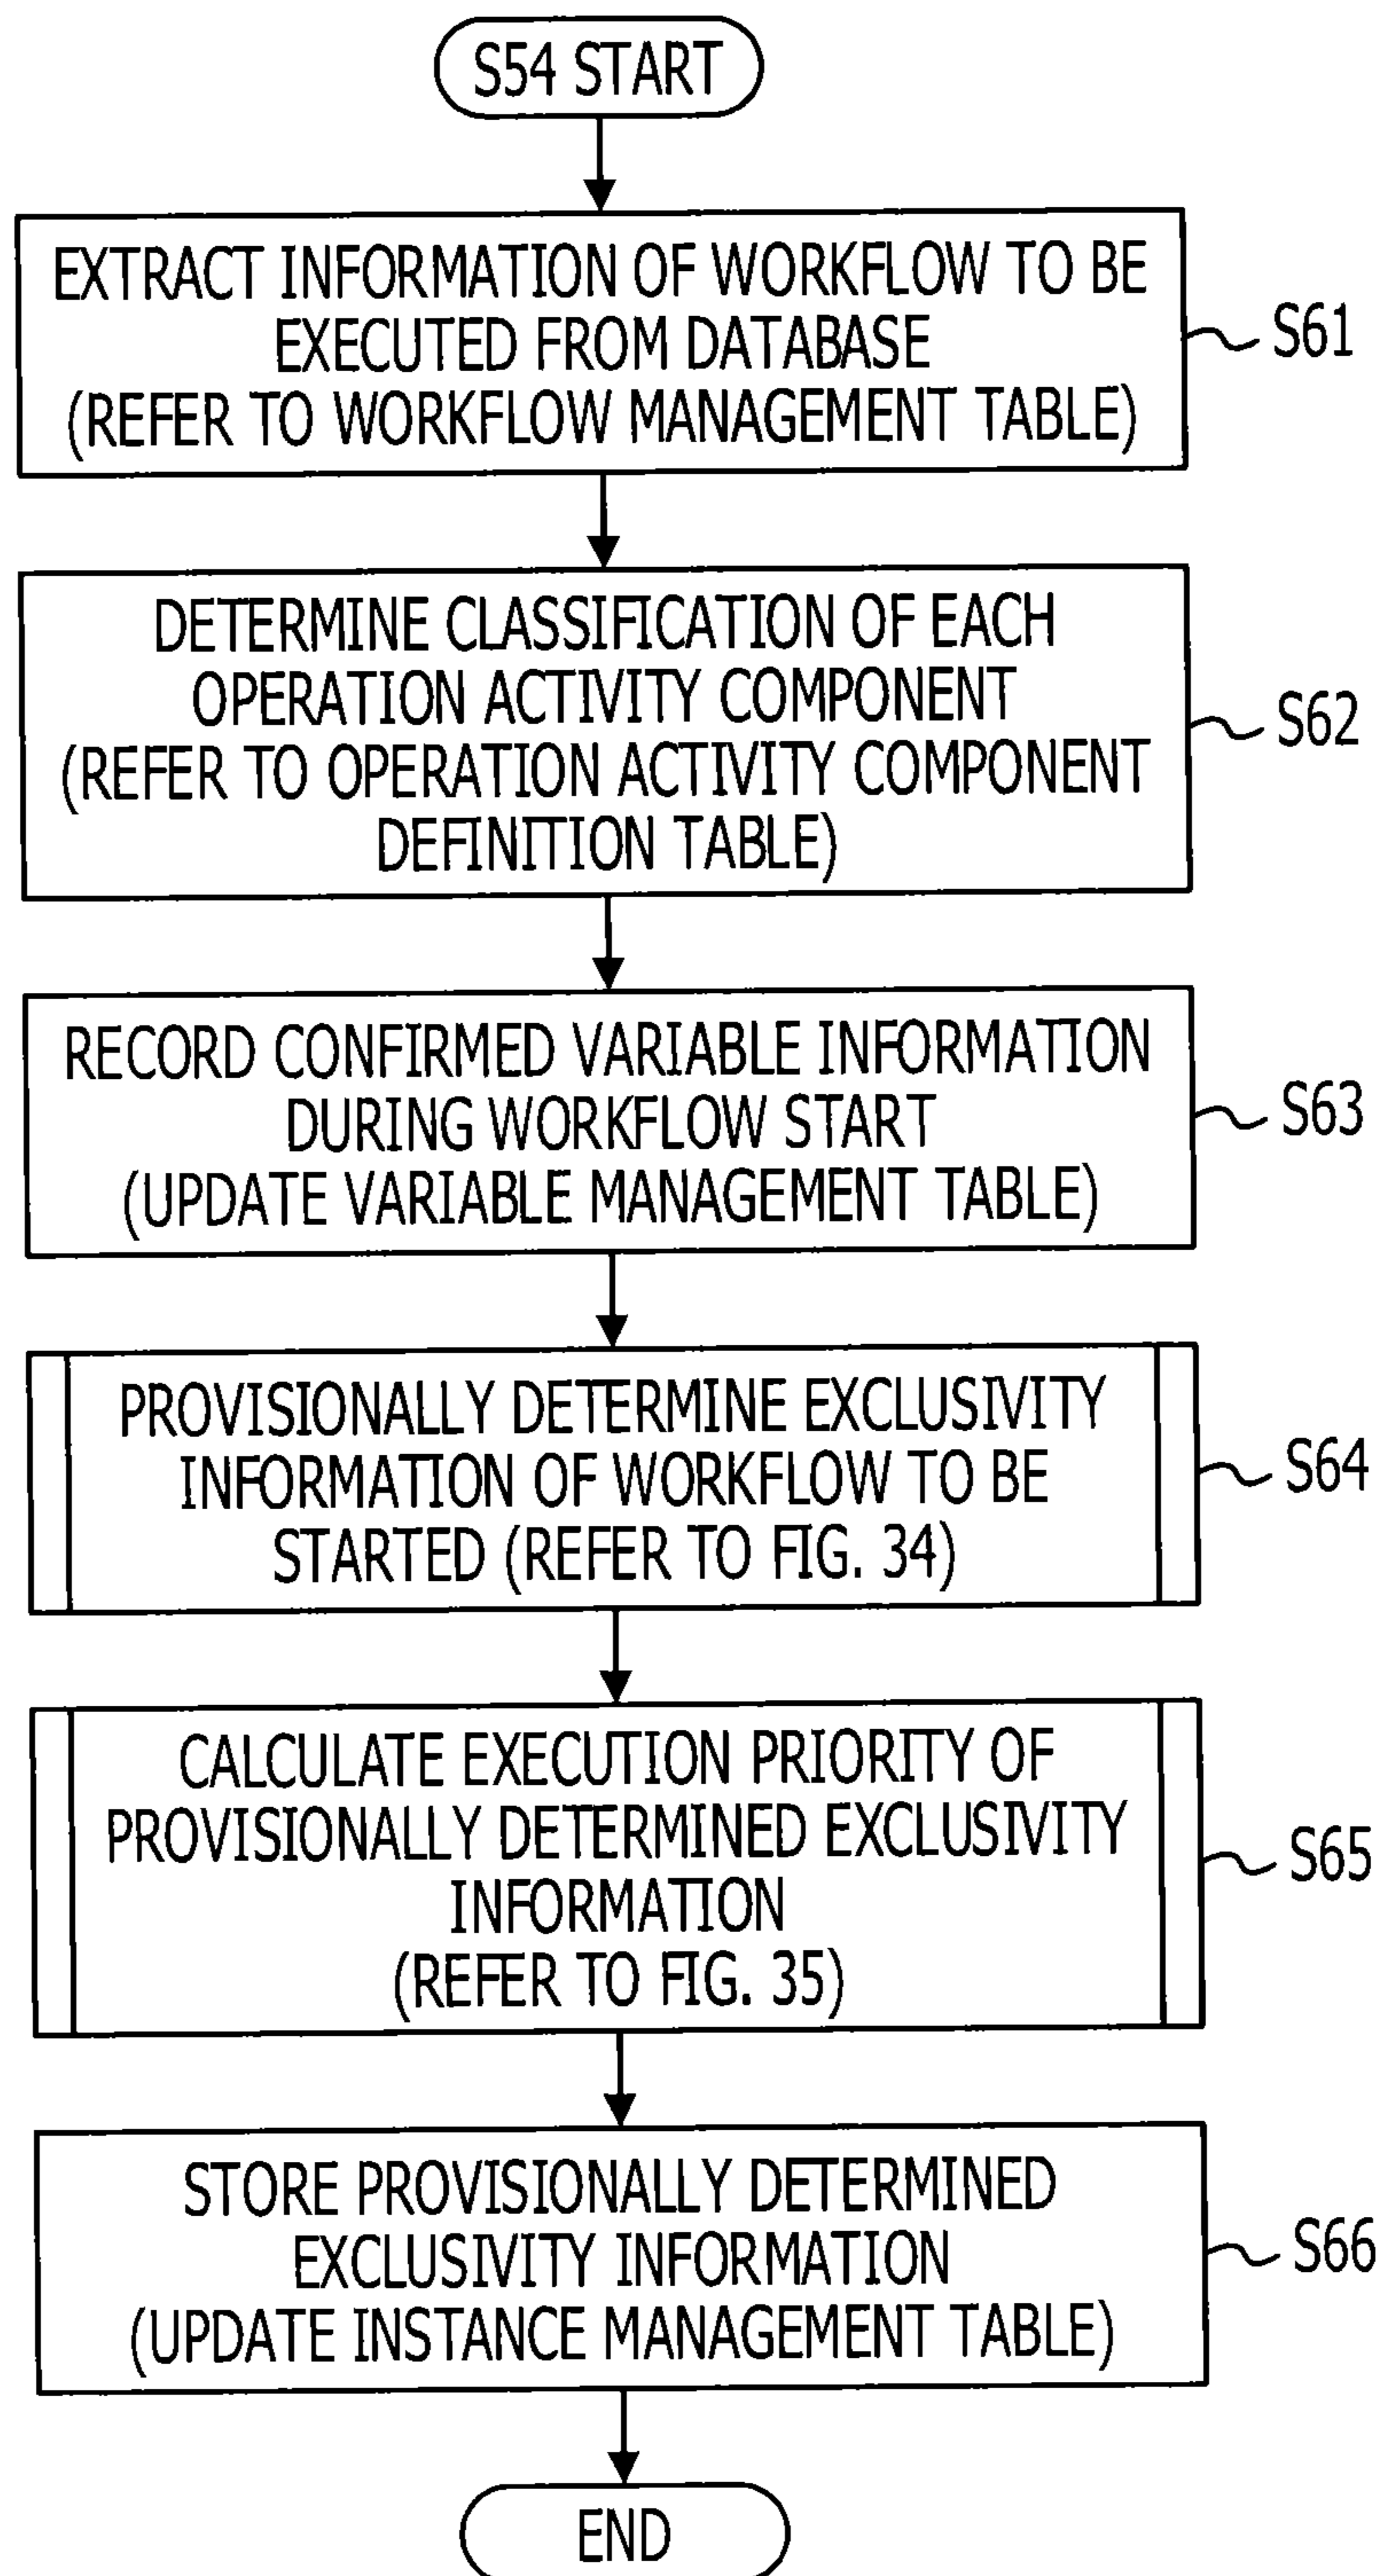 S54 START
EXTRACT INFORMATION OF WORKFLOW TO BE
EXECUTED FROM DATABASE
(REFER TO WORKFLOW MANAGEMENT TABLE)
S61
DETERMINE CLASSIFICATION OF EACH
OPERATION ACTIVITY COMPONENT
(REFER TO OPERATION ACTIVITY COMPONENT
DEFINITION TABLE)
S62
RECORD CONFIRMED VARIABLE INFORMATION
DURING WORKFLOW START
(UPDATE VARIABLE MANAGEMENT TABLE)
S63
PROVISIONALLY DETERMINE EXCLUSIVITY
INFORMATION OF WORKFLOW TO BE
STARTED (REFER TO FIG. 34)
S64
CALCULATE EXECUTION PRIORITY OF
PROVISIONALLY DETERMINED EXCLUSIVITY
INFORMATION
(REFER TO FIG. 35)
S65
STORE PROVISIONALLY DETERMINED
EXCLUSIVITY INFORMATION
(UPDATE INSTANCE MANAGEMENT TABLE)
S66
END